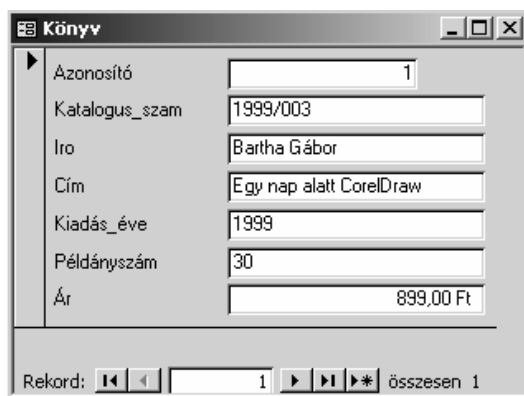 Könyv
Azonosító 1
Katalogus_szam 1999/003
Iro Bartha Gábor
Cím Egy nap alatt CorelDraw
Kiadás_éve 1999
Példányszám 30
Ár 899,00 Ft
Rekord: 1 összesen 1